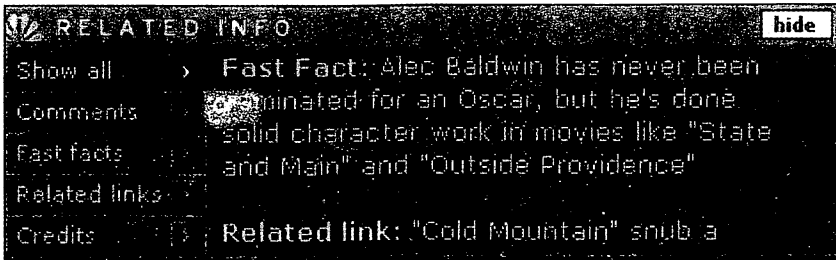 RELATED INFO
hide
Show all ›
Comments ›
Fast facts ›
Related links ›
Credits ›
Fast Fact: Alec Baldwin has never been
nominated for an Oscar, but he's done
solid character work in movies like "State
and Main" and "Outside Providence"
Related link: "Cold Mountain" snub a